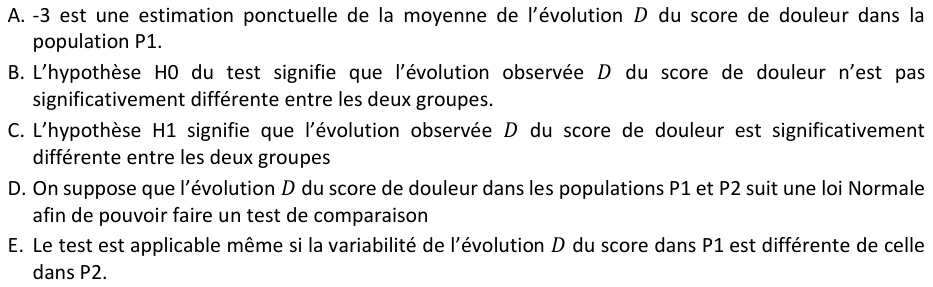 A. -3 est une estimation ponctuelle de la moyenne de l’évolution D du score de douleur dans la
population P1.
B. L’hypothèse H0 du test signifie que l’évolution observée D du score de douleur n’est pas
significativement différente entre les deux groupes.
C. L’hypothèse H1 signifie que l’évolution observée D du score de douleur est significativement
différente entre les deux groupes
D. On suppose que l’évolution D du score de douleur dans les populations P1 et P2 suit une loi Normale
afin de pouvoir faire un test de comparaison
E. Le test est applicable même si la variabilité de l’évolution D du score dans P1 est différente de celle
dans P2.